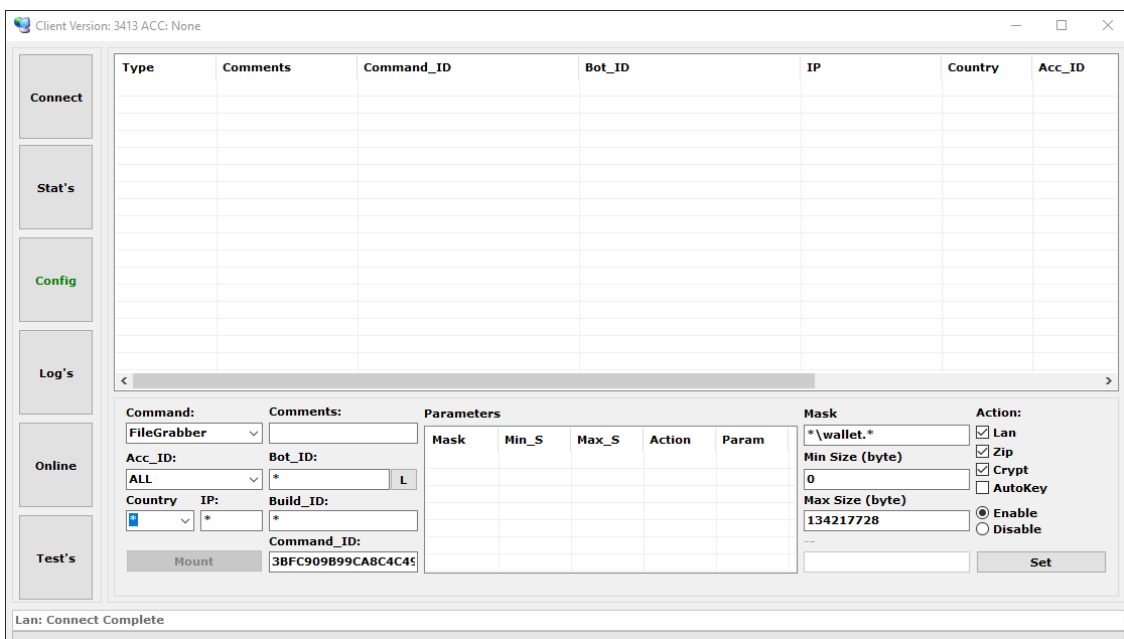 Client Version: 3413 ACC: None
Connect
Stat's
Config
Log's
Online
Test's
Type Comments Command_ID Bot_ID IP Country Acc_ID
Command: Comments:
FileGrabber
Acc_ID: Bot_ID:
ALL * L
Country IP: Build_ID:
* * *
Command_ID:
Mount 3BFC909B99CA8C4C49
Parameters
Mask Min_S Max_S Action Param
Mask
*\wallet.*
Min Size (byte)
0
Max Size (byte)
134217728
--
Action:
Lan
Zip
Crypt
AutoKey
Enable
Disable
Set
Lan: Connect Complete